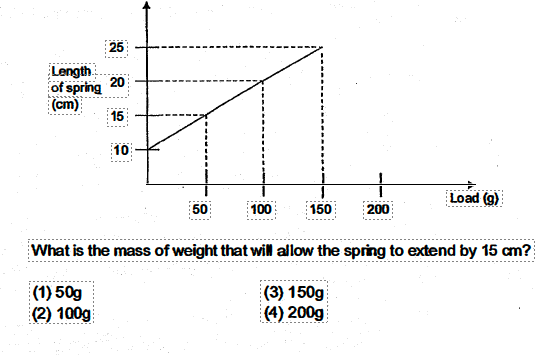 25
Length
of spring
(cm)
20
15
10
50 100 150 200
Load (g)
What is the mass of weight that will allow the spring to extend by 15 cm?
(1) 50g
(2) 100g
(3) 150g
(4) 200g